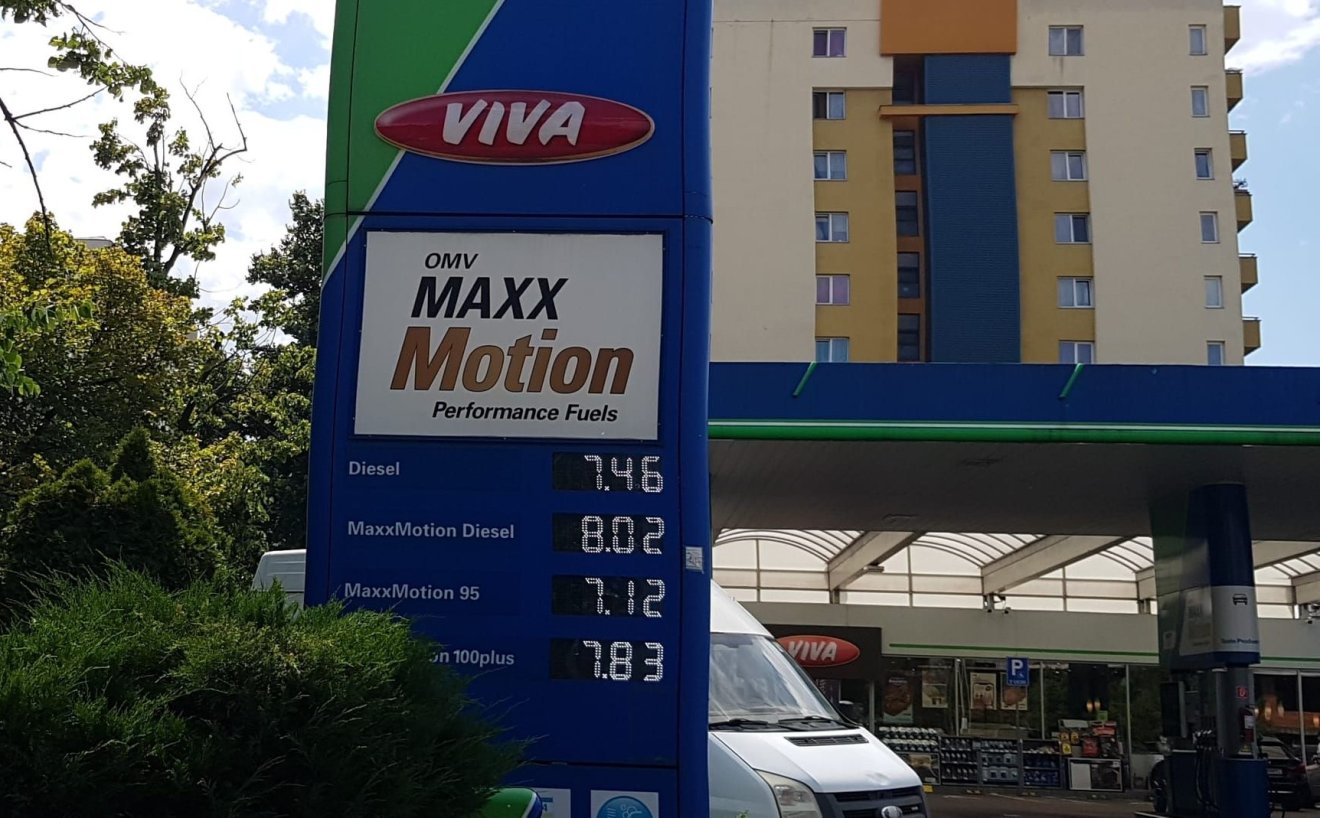 VIVA
OMV
MAXX
Motion
Performance Fuels
Diesel 7.46
MaxxMotion Diesel 8.02
MaxxMotion 95 7.12
on 100plus 7.83
VIVA
P